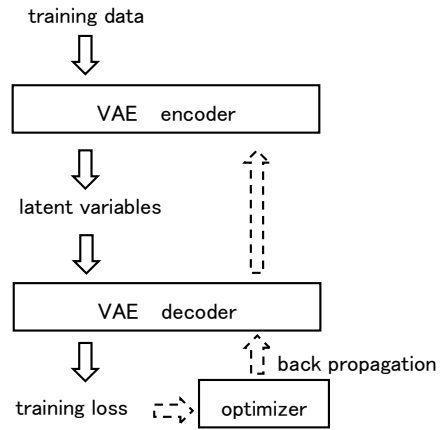 training data
VAE encoder
latent variables
VAE decoder
back propagation
training loss
optimizer